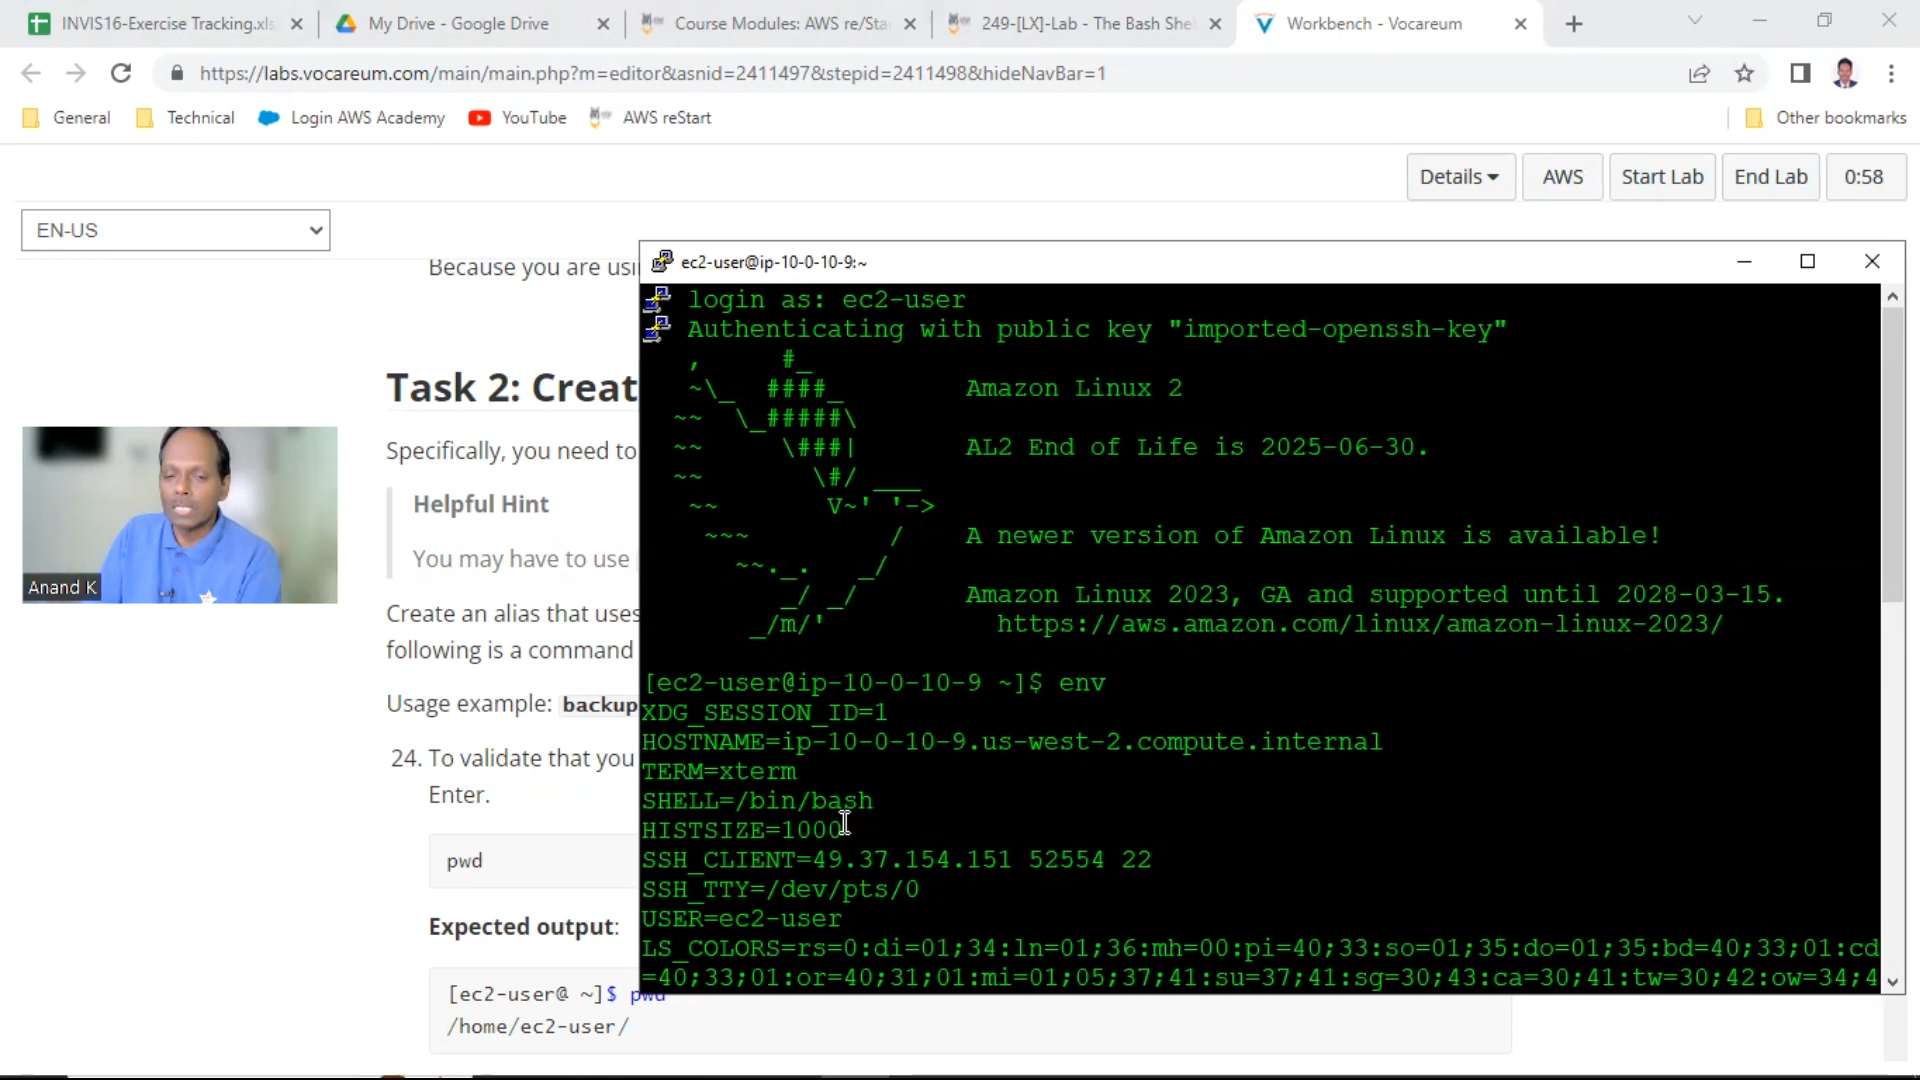 INVIS16-Exercise Tracking.xls
My Drive - Google Drive
Course Modules: AWS re/Sta
249-[LX]-Lab - The Bash She
Workbench - Vocareum
https://labs.vocareum.com/main/main.php?m=editor&asnid=2411497&stepid=2411498&hideNavBar=1
General
Technical
Login AWS Academy
YouTube
AWS reStart
Other bookmarks
Details
AWS
Start Lab
End Lab
0:58
EN-US
Because you are usi
Task 2: Creat
Specifically, you need to
Helpful Hint
You may have to use
Create an alias that uses
following is a command
Usage example: backup
24. To validate that you
Enter.
pwd
Expected output:
[ec2-user@ ~]$ pwd
/home/ec2-user/
Anand K
ec2-user@ip-10-0-10-9:~
login as: ec2-user
Authenticating with public key "imported-openssh-key"
   ,     #_
   ~\_  ####_        Amazon Linux 2
  ~~  \_#####\
  ~~     \###|       AL2 End of Life is 2025-06-30.
  ~~       \#/ ___
   ~~       V~' '->
    ~~~         /    A newer version of Amazon Linux is available!
      ~~._.   _/
         _/ _/       Amazon Linux 2023, GA and supported until 2028-03-15.
       _/m/'           https://aws.amazon.com/linux/amazon-linux-2023/
[ec2-user@ip-10-0-10-9 ~]$ env
XDG_SESSION_ID=1
HOSTNAME=ip-10-0-10-9.us-west-2.compute.internal
TERM=xterm
SHELL=/bin/bash
HISTSIZE=1000
SSH_CLIENT=49.37.154.151 52554 22
SSH_TTY=/dev/pts/0
USER=ec2-user
LS_COLORS=rs=0:di=01;34:ln=01;36:mh=00:pi=40;33:so=01;35:do=01;35:bd=40;33;01:cd
=40;33;01:or=40;31;01:mi=01;05;37;41:su=37;41:sg=30;43:ca=30;41:tw=30;42:ow=34;4